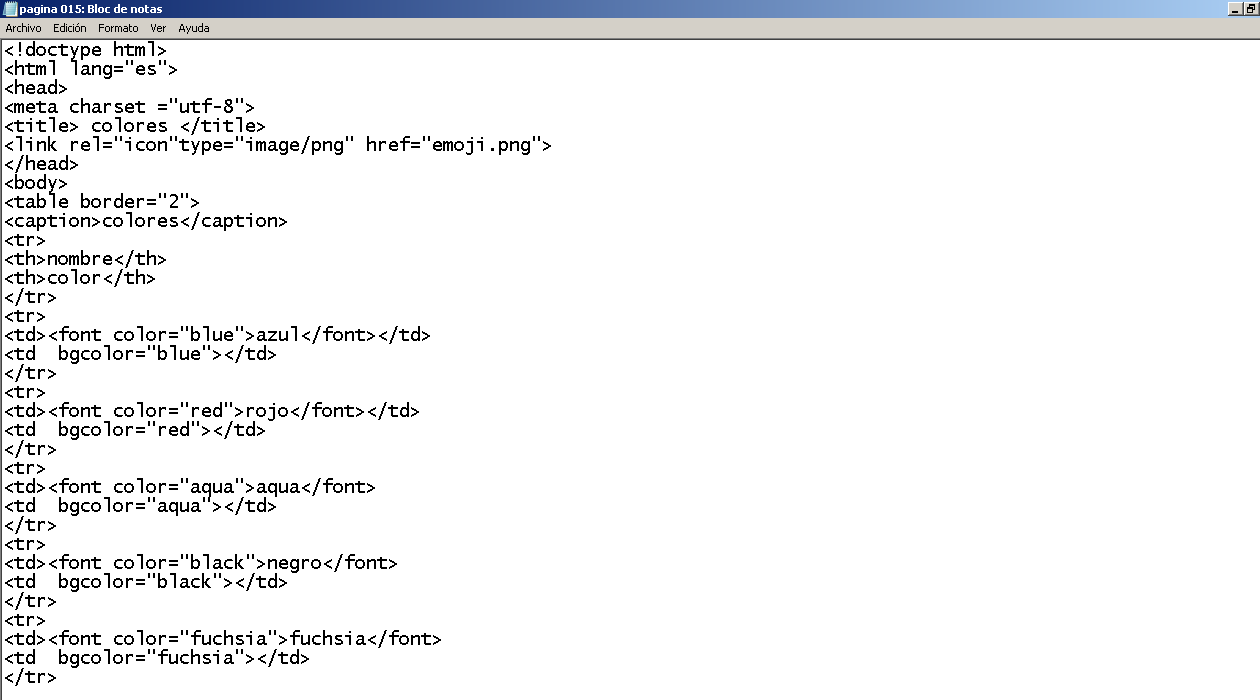 pagina 015: Bloc de notas
Archivo Edición Formato Ver Ayuda
<!doctype html>
<html lang="es">
<head>
<meta charset ="utf-8">
<title> colores </title>
<link rel="icon"type="image/png" href="emoji.png">
</head>
<body>
<table border="2">
<caption>colores</caption>
<tr>
<th>nombre</th>
<th>color</th>
</tr>
<tr>
<td><font color="blue">azul</font></td>
<td  bgcolor="blue"></td>
</tr>
<tr>
<td><font color="red">rojo</font></td>
<td  bgcolor="red"></td>
</tr>
<tr>
<td><font color="aqua">aqua</font>
<td  bgcolor="aqua"></td>
</tr>
<tr>
<td><font color="black">negro</font>
<td  bgcolor="black"></td>
</tr>
<tr>
<td><font color="fuchsia">fuchsia</font>
<td  bgcolor="fuchsia"></td>
</tr>